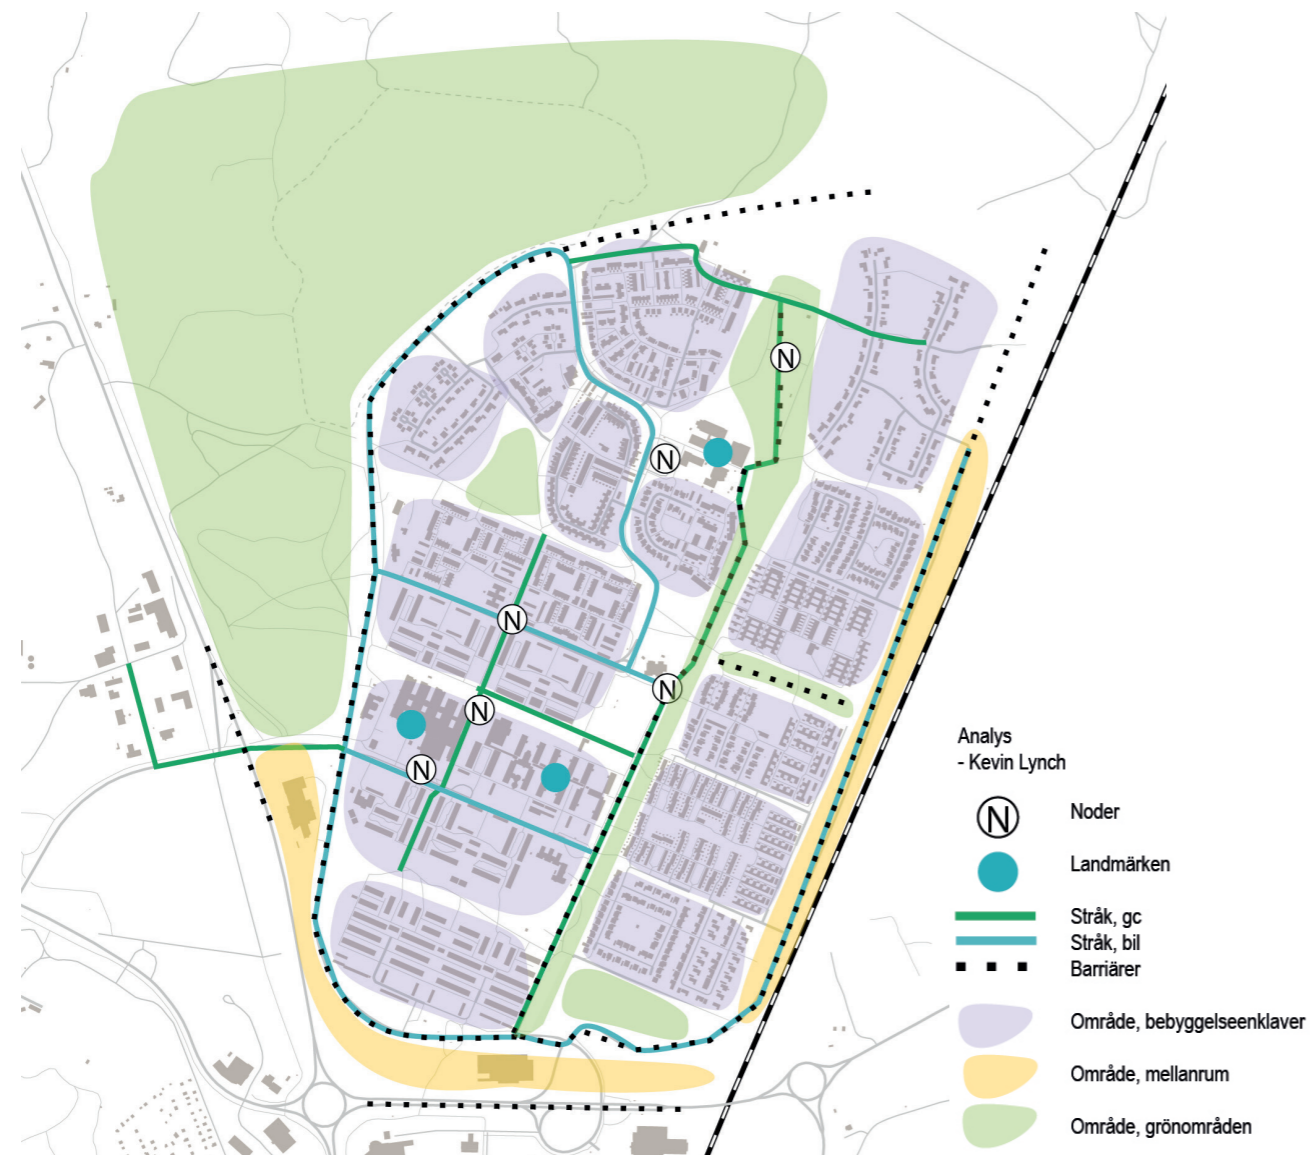 N
N
N
N
N
N
Analys
- Kevin Lynch
N
Noder
Landmärken
Stråk, gc
Stråk, bil
Barriärer
Område, bebyggelseenklaver
Område, mellanrum
Område, grönområden